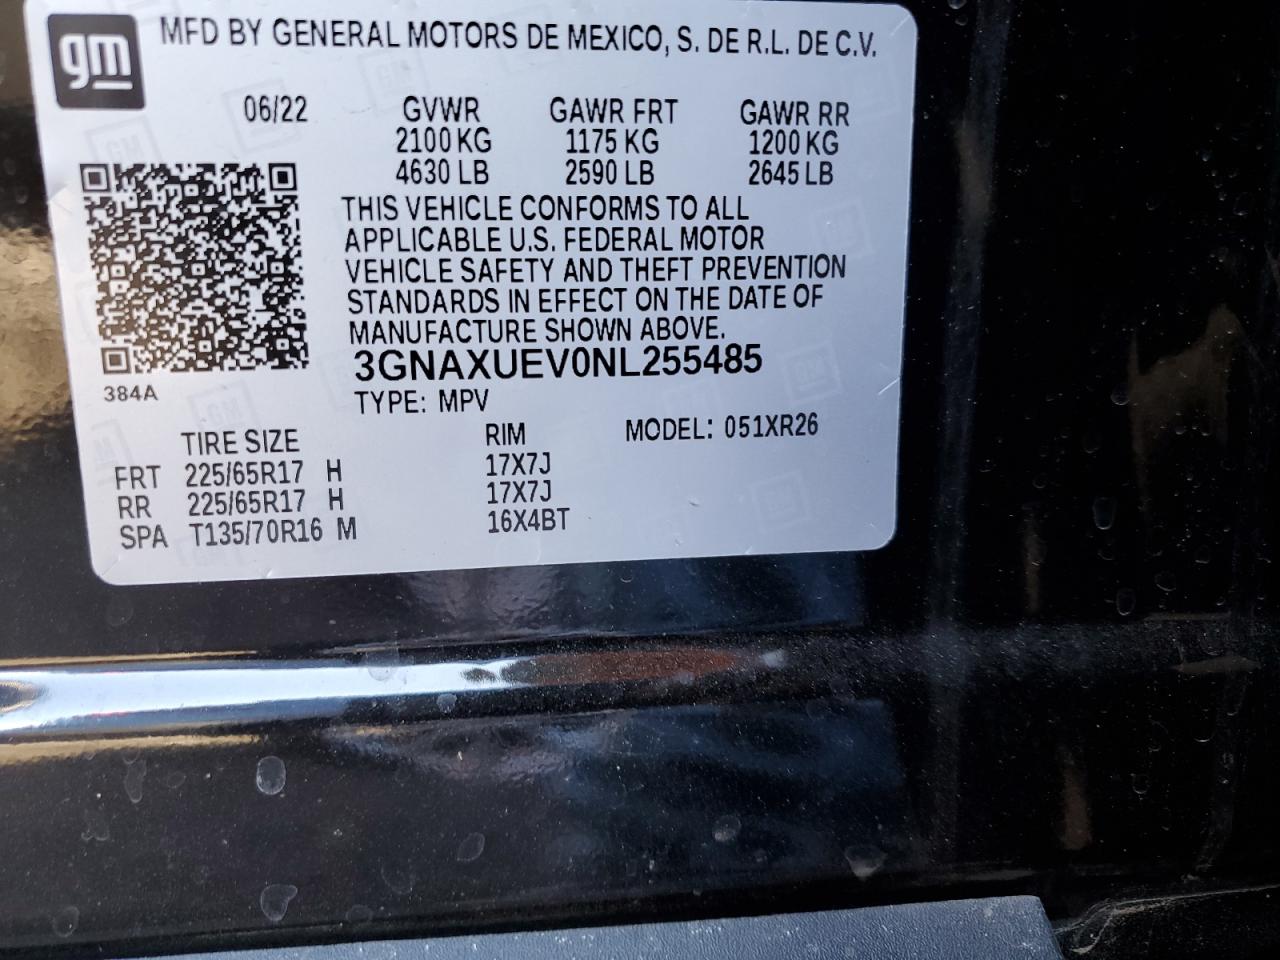 gm MFD BY GENERAL MOTORS DE MEXICO, S. DE R.L. DE C.V.
06/22 GVWR GAWR FRT GAWR RR
2100 KG 1175 KG 1200 KG
4630 LB 2590 LB 2645 LB
THIS VEHICLE CONFORMS TO ALL
APPLICABLE U.S. FEDERAL MOTOR
VEHICLE SAFETY AND THEFT PREVENTION
STANDARDS IN EFFECT ON THE DATE OF
MANUFACTURE SHOWN ABOVE.
3GNAXUEV0NL255485
384A
TYPE: MPV
TIRE SIZE RIM MODEL: 051XR26
FRT 225/65R17 H 17X7J
RR 225/65R17 H 17X7J
SPA T135/70R16 M 16X4BT